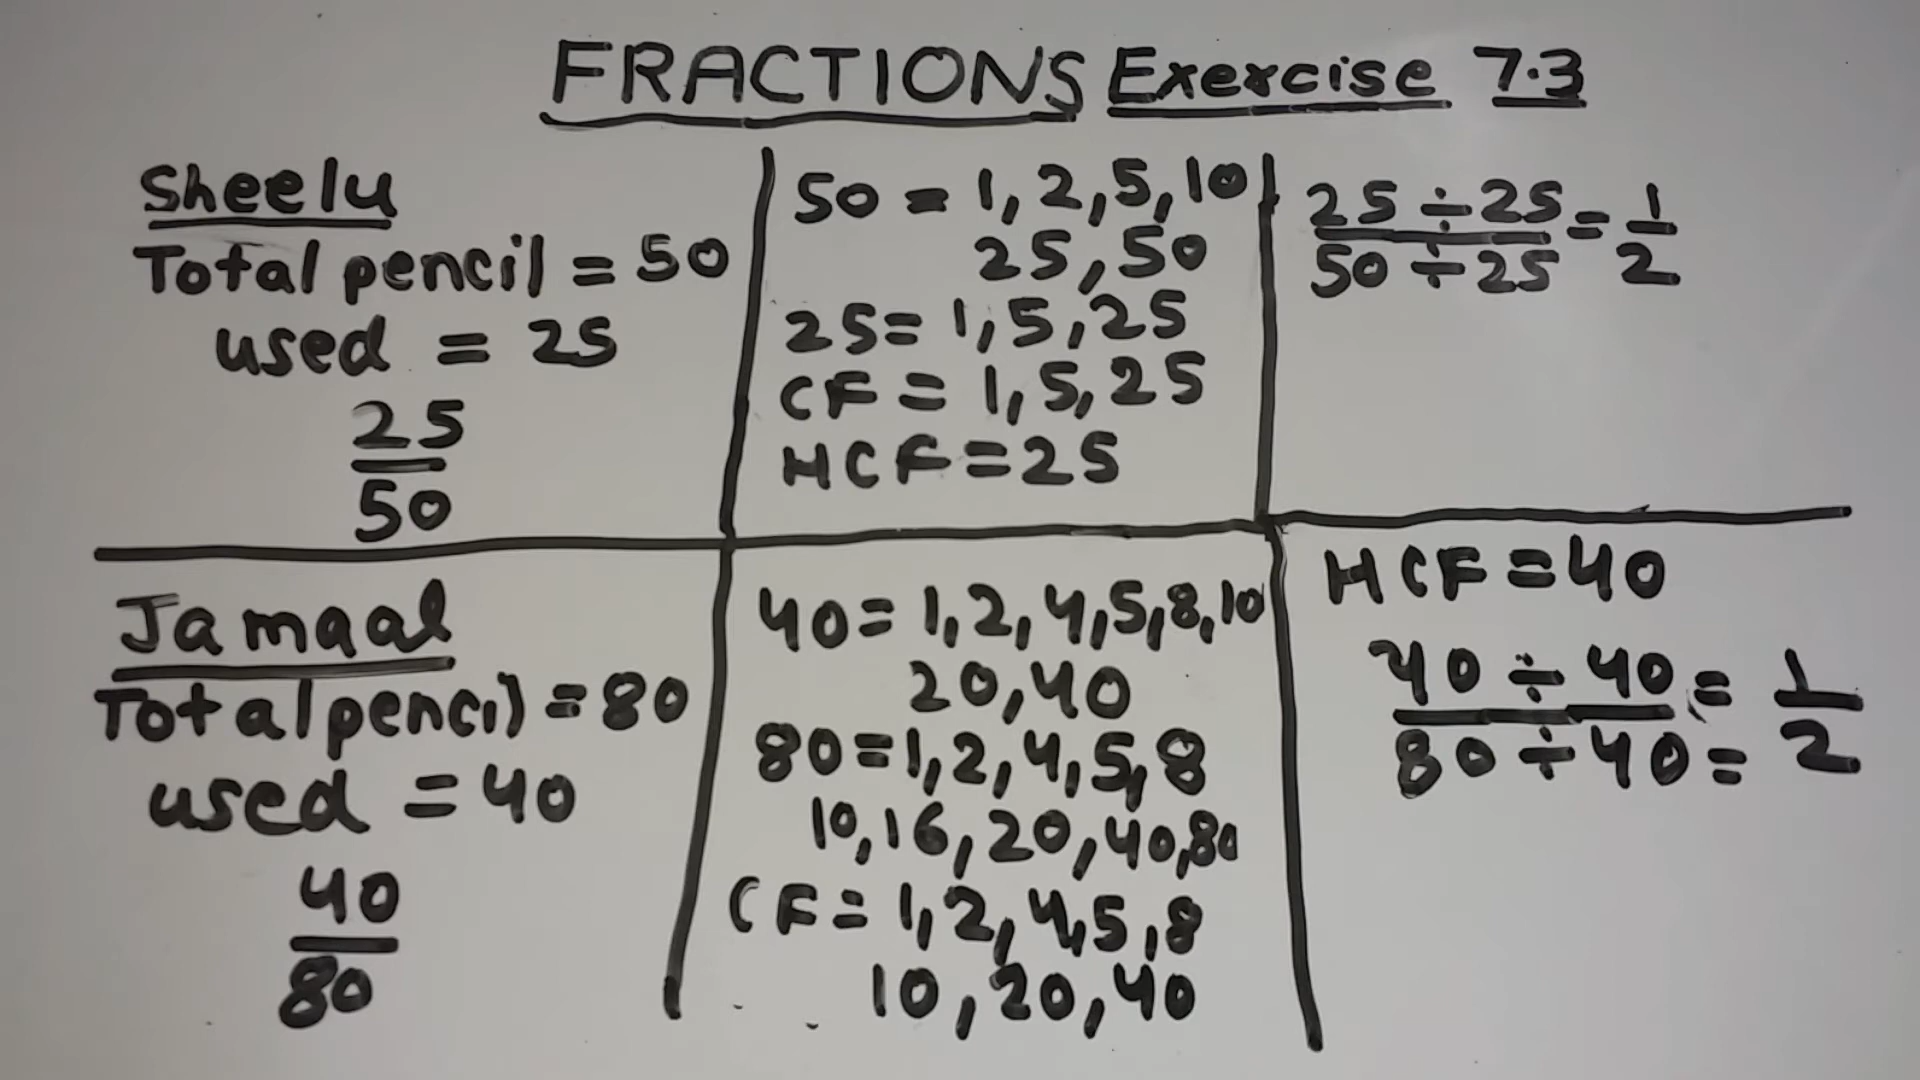 FRACTIONS Exercise 7.3
Sheelu
Total pencil = 50
used = 25
25
50
50 = 1, 2, 5, 10
25, 50
25 = 1, 5, 25
CF = 1, 5, 25
HCF = 25
25 ÷ 25 = 1
50 ÷ 25 2
Jamaal
Total pencil = 80
used = 40
40
80
40 = 1, 2, 4, 5, 8, 10
20, 40
80 = 1, 2, 4, 5, 8
10, 16, 20, 40, 80
CF = 1, 2, 4, 5, 8
10, 20, 40
HCF = 40
40 ÷ 40 = 1
80 ÷ 40 = 2